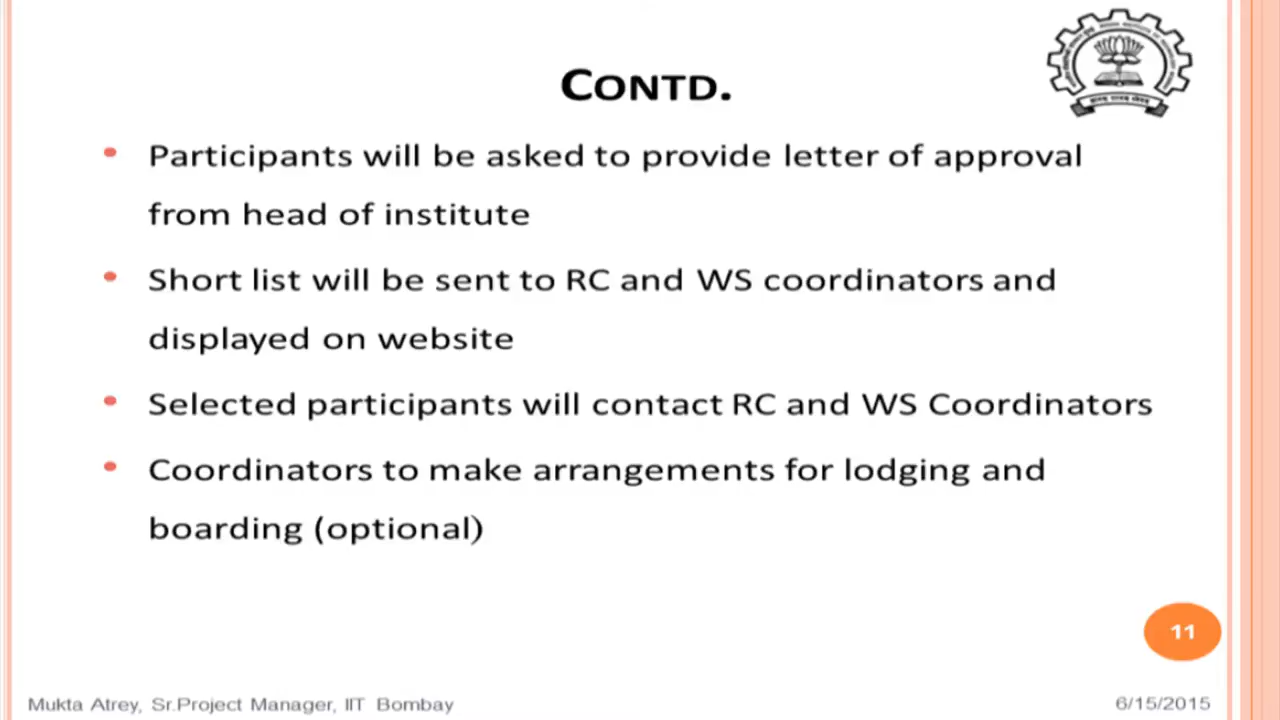 CONTD.
• Participants will be asked to provide letter of approval
from head of institute
• Short list will be sent to RC and WS coordinators and
displayed on website
• Selected participants will contact RC and WS Coordinators
• Coordinators to make arrangements for lodging and
boarding (optional)
11
Mukta Atrey, Sr.Project Manager, IIT Bombay
6/15/2015